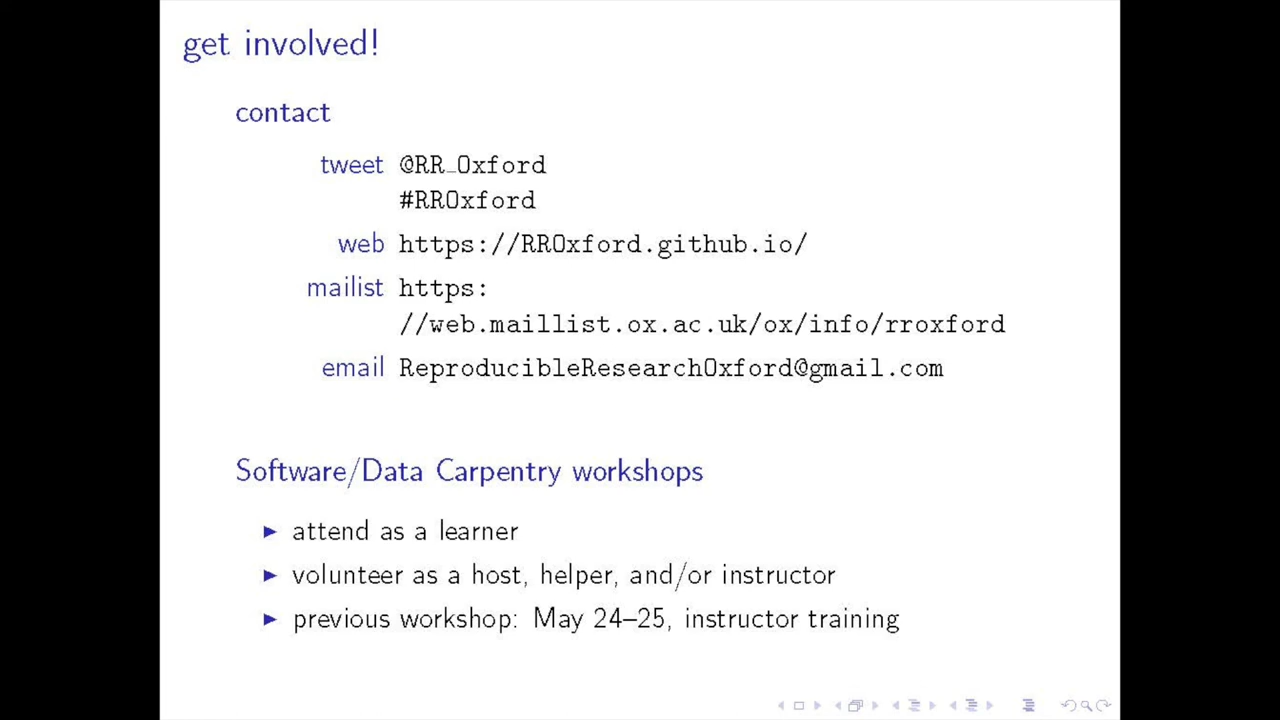 get involved!
contact
tweet @RR_Oxford
#RROxford
web https://RROxford.github.io/
mailist https:
//web.maillist.ox.ac.uk/ox/info/rroxford
email ReproducibleResearchOxford@gmail.com
Software/Data Carpentry workshops
▶ attend as a learner
▶ volunteer as a host, helper, and/or instructor
▶ previous workshop: May 24–25, instructor training